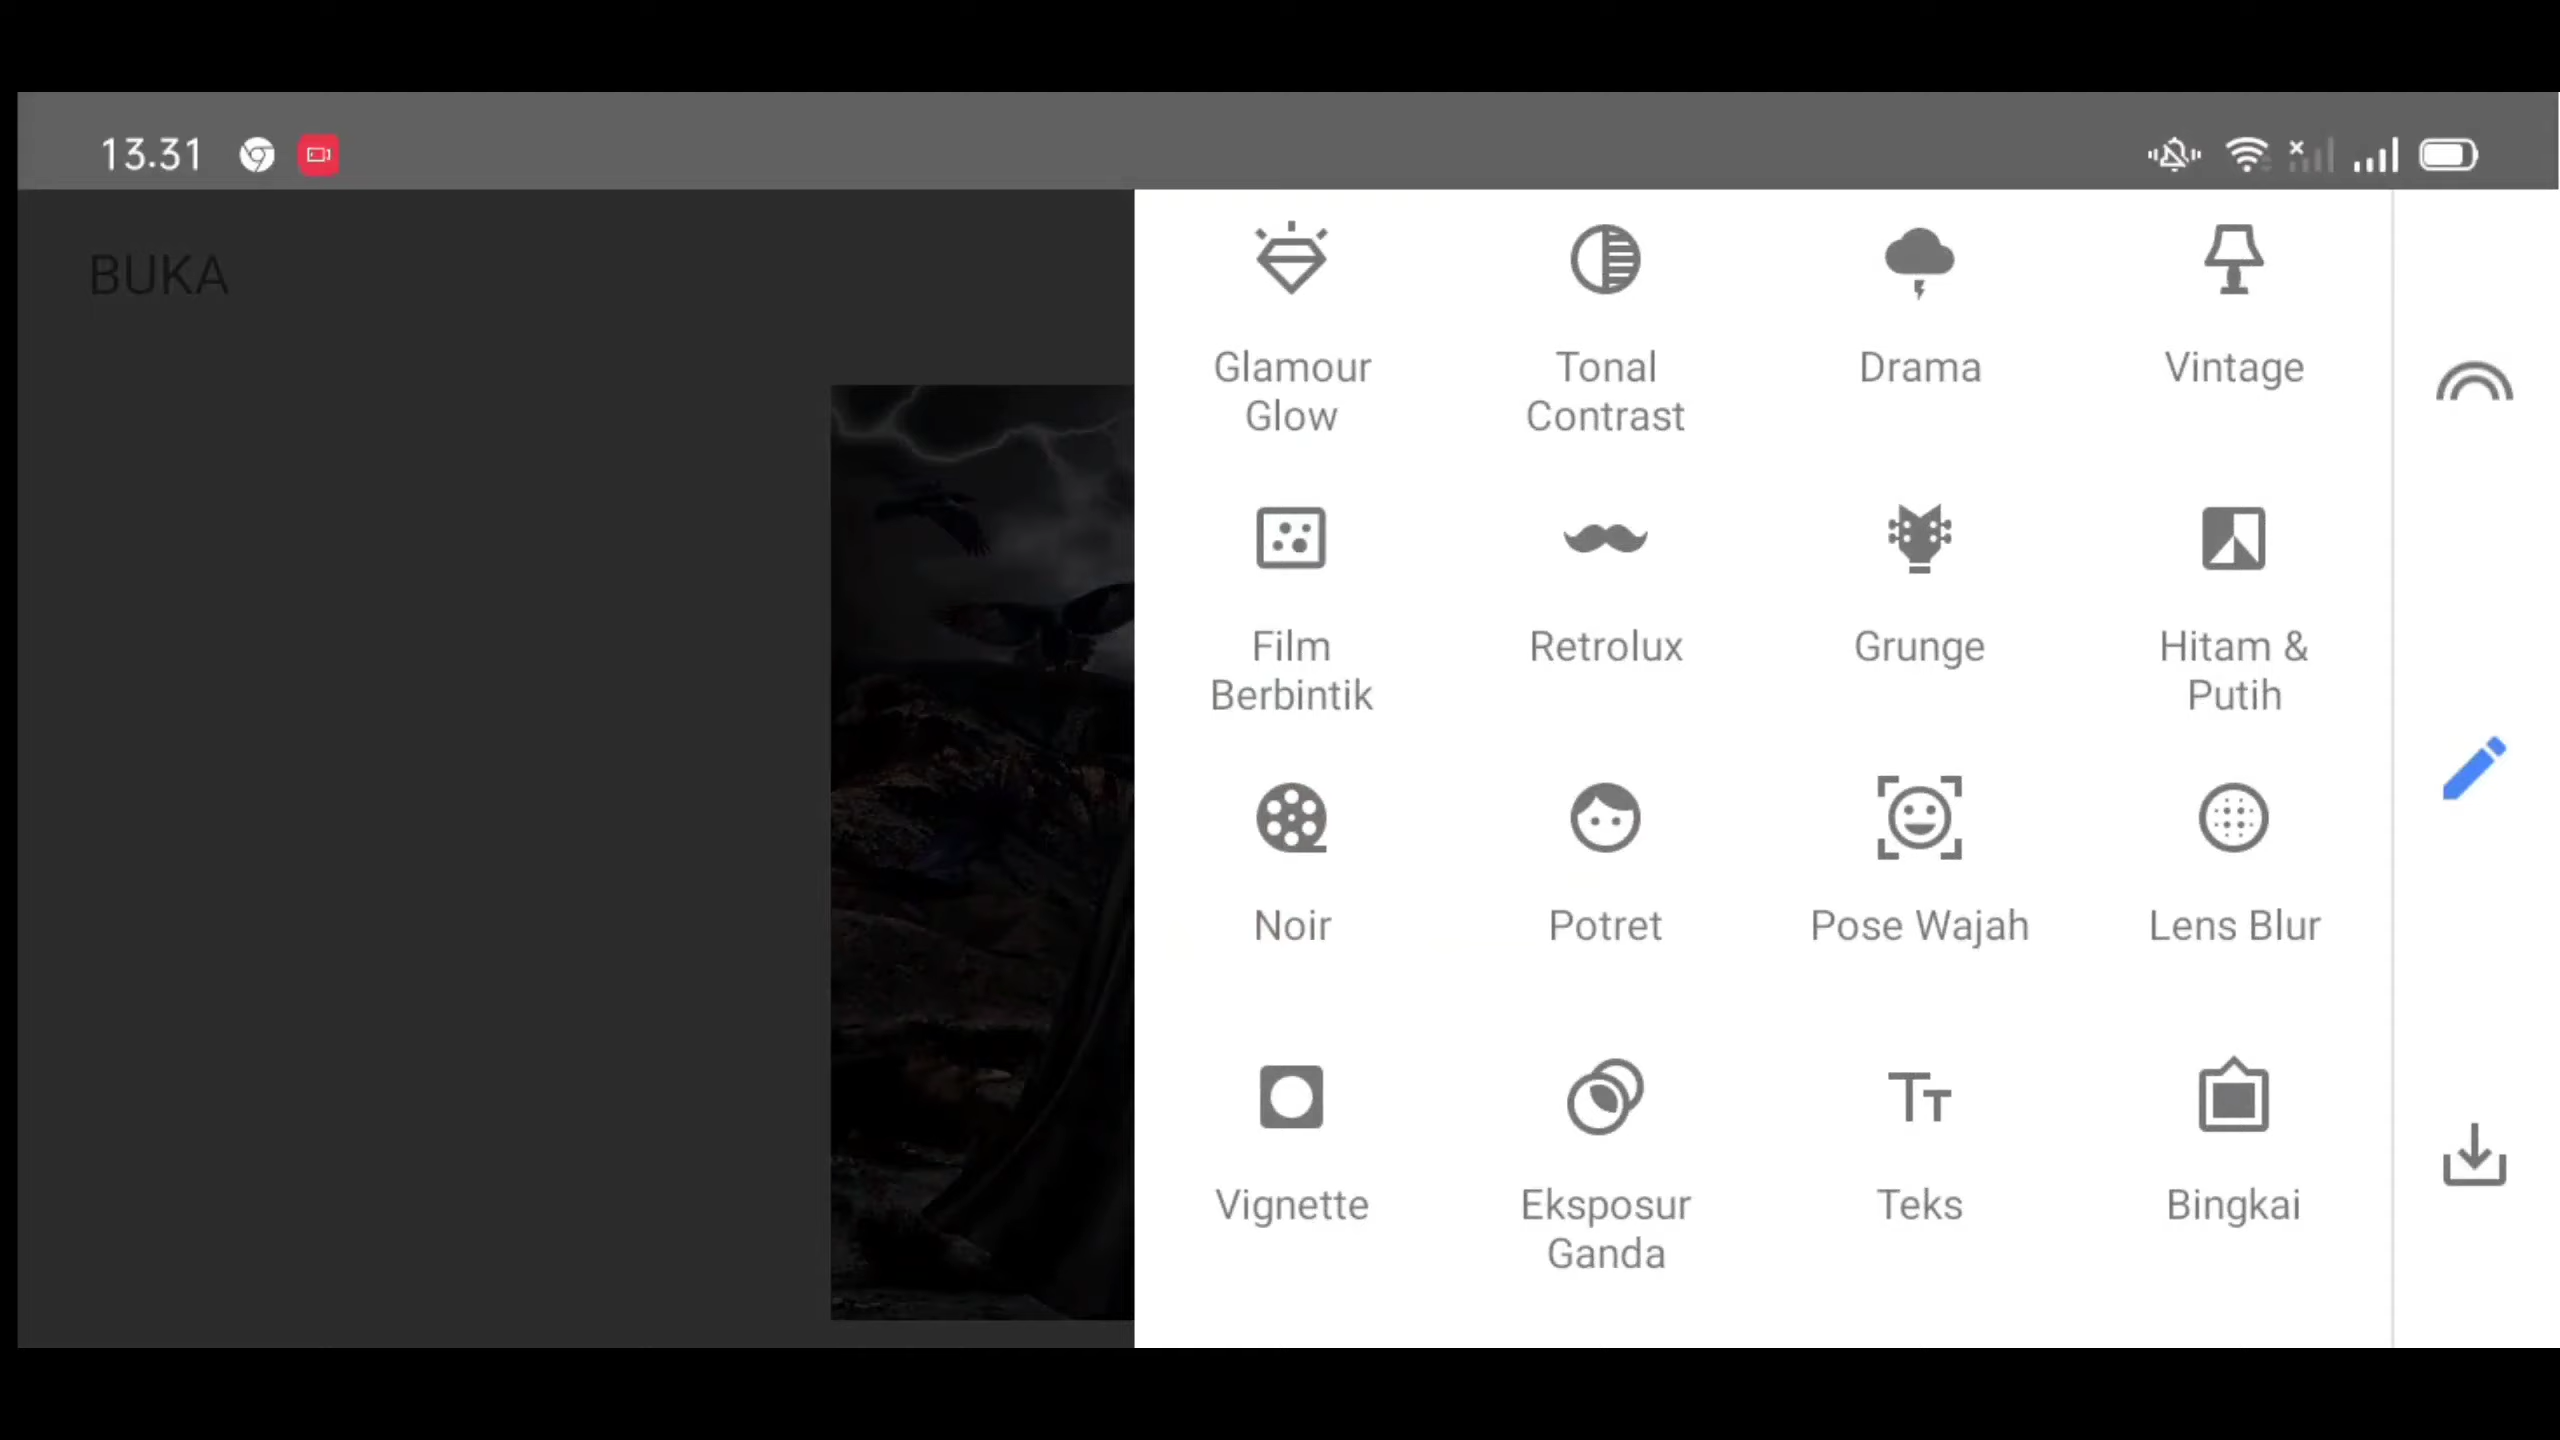 13.31
BUKA
Glamour
Glow
Tonal
Contrast
Drama
Vintage
Film
Berbintik
Retrolux
Grunge
Hitam &
Putih
Noir
Potret
Pose Wajah
Lens Blur
Vignette
Eksposur
Ganda
Teks
Bingkai